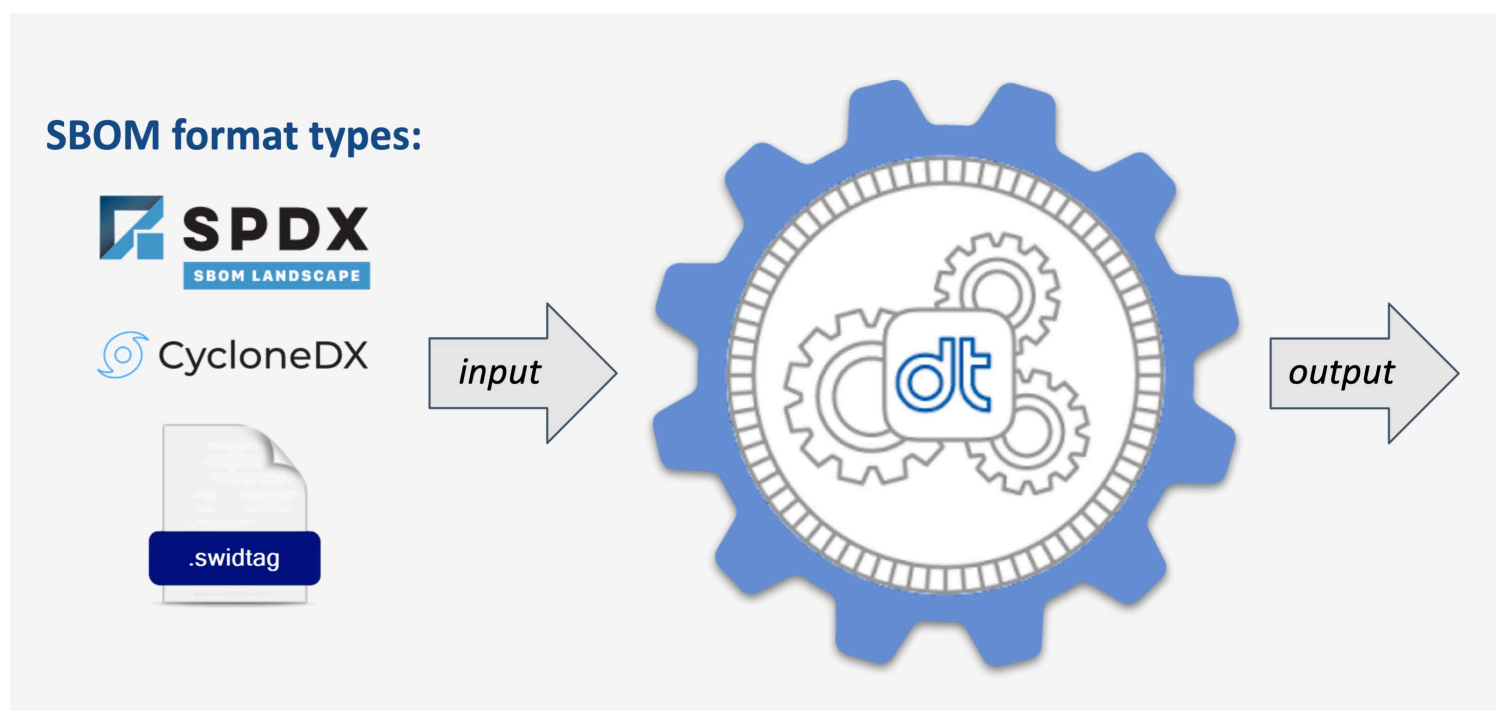 SBOM format types:
SPDX
SBOM LANDSCAPE
CycloneDX
.swidtag
input
dt
output